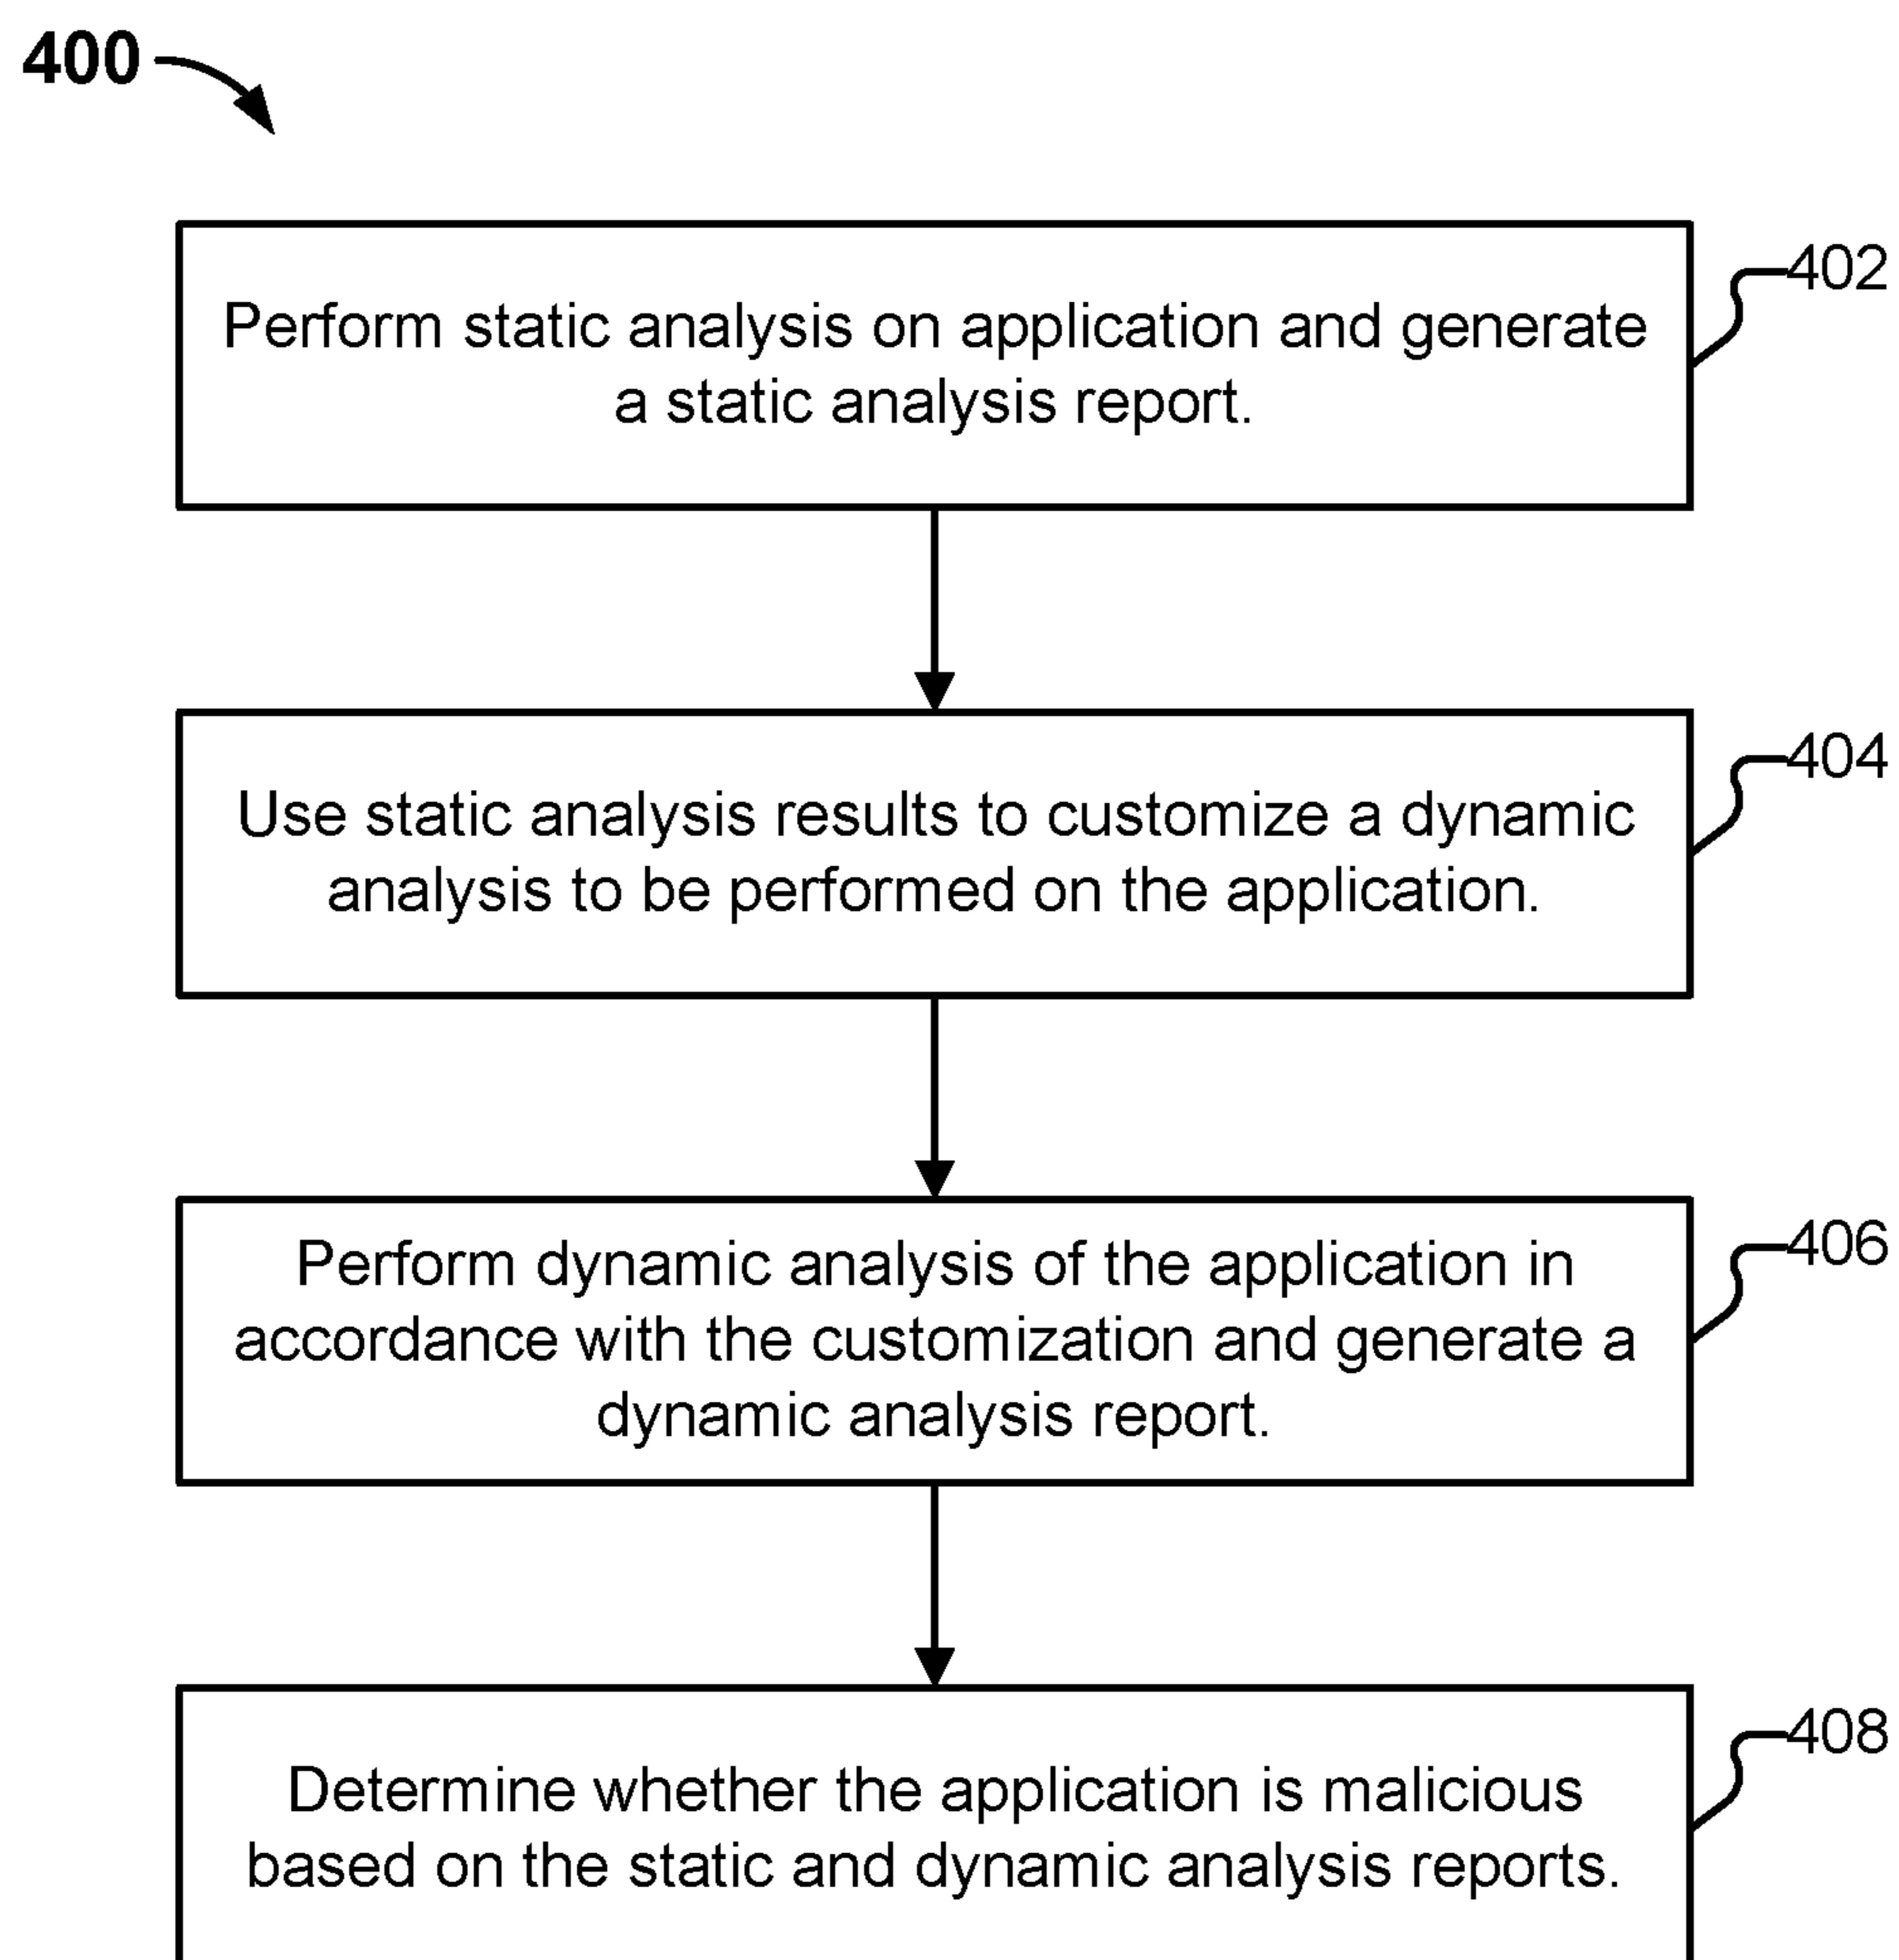 400
Perform static analysis on application and generate
a static analysis report.
402
Use static analysis results to customize a dynamic
analysis to be performed on the application.
404
Perform dynamic analysis of the application in
accordance with the customization and generate a
dynamic analysis report.
406
Determine whether the application is malicious
based on the static and dynamic analysis reports.
408